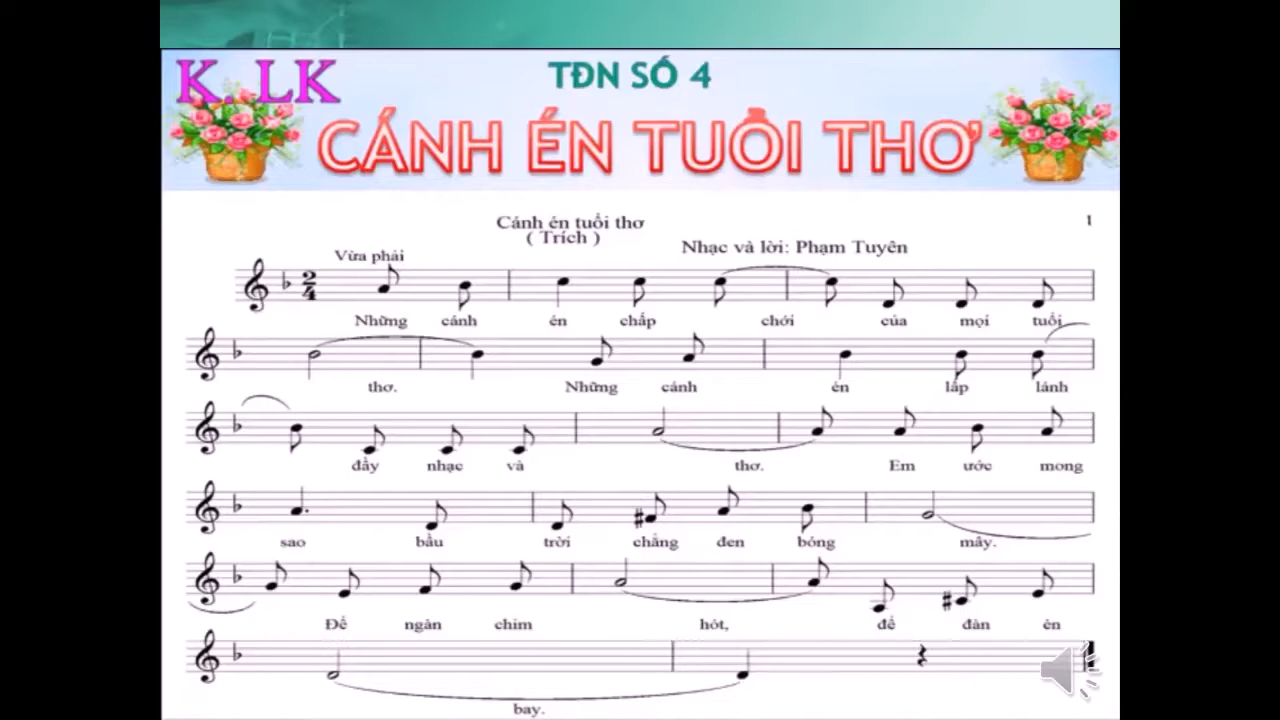 K. LK
TĐN SỐ 4
CÁNH ÉN TUỔI THƠ
Cánh én tuổi thơ
1
( Trích )
Nhạc và lời: Phạm Tuyên
Vừa phải
2
4
Những cánh én chấp chới của mọi tuổi
thơ. Những cánh én lấp lánh
đầy nhạc và thơ. Em ước mong
sao bầu trời chẳng đen bóng mây.
Để ngàn chim hót, để đàn én
bay.